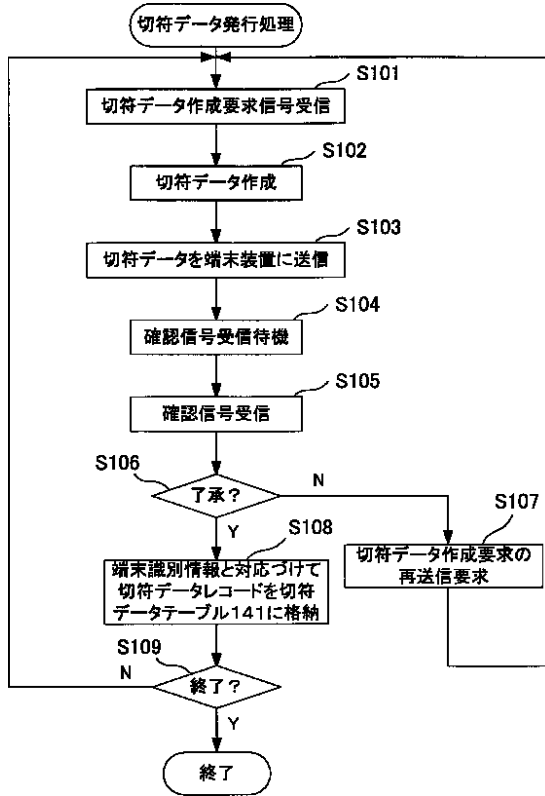 切符データ発行処理
S101
切符データ作成要求信号受信
S102
切符データ作成
S103
切符データを端末装置に送信
S104
確認信号受信待機
S105
確認信号受信
S106
了承?
N
Y
S107
切符データ作成要求の
再送信要求
S108
端末識別情報と対応づけて
切符データレコードを切符
データテーブル141に格納
S109
N
終了?
Y
終了